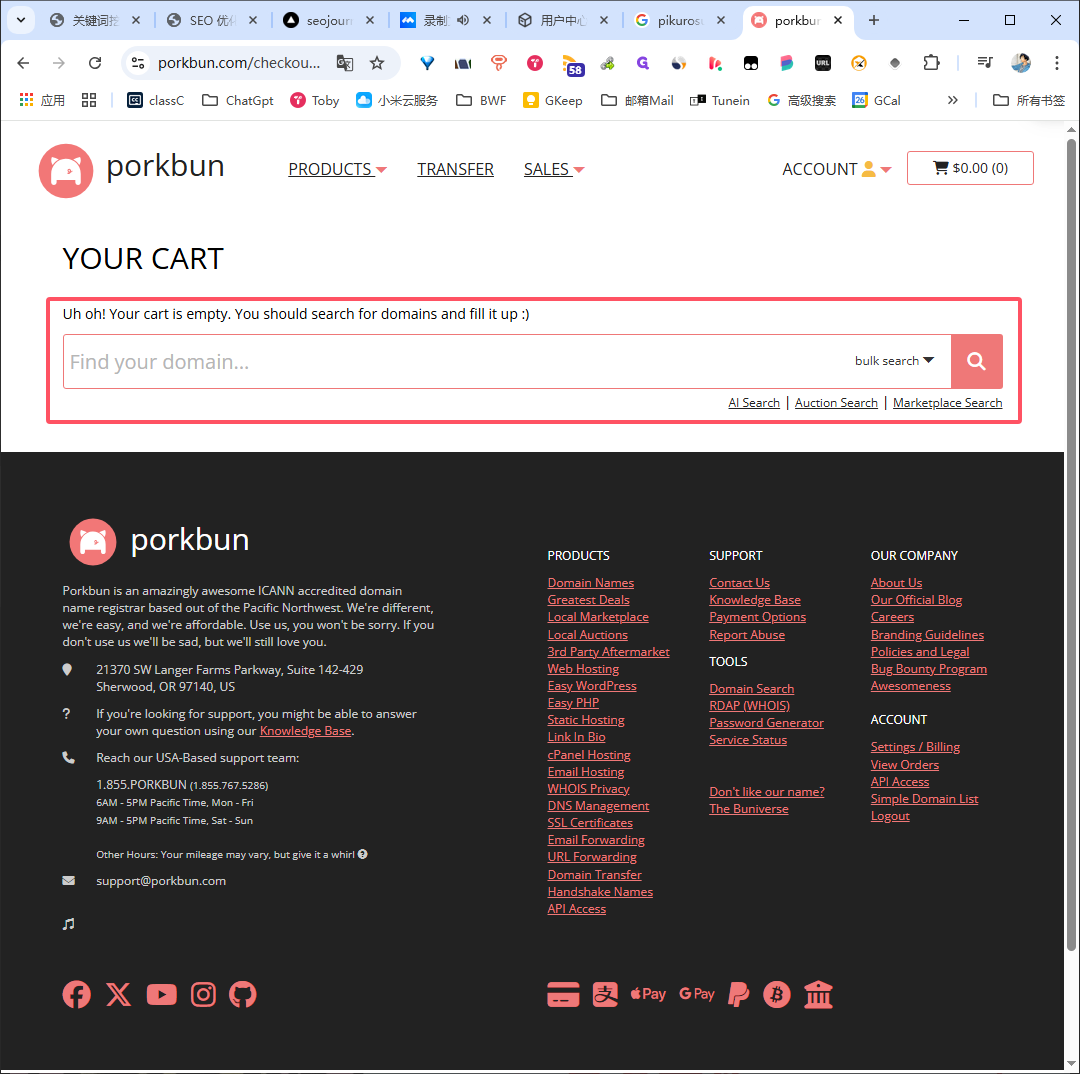 关键词挖
SEO 优化
seojourn
录制
用户中心
pikurosu
porkbun
porkbun.com/checkou...
58
URL
应用
classC
ChatGpt
Toby
小米云服务
BWF
GKeep
邮箱Mail
Tunein
高级搜索
26
GCal
所有书签
porkbun
PRODUCTS
TRANSFER
SALES
ACCOUNT
$0.00 (0)
YOUR CART
Uh oh! Your cart is empty. You should search for domains and fill it up :)
Find your domain...
bulk search
AI Search | Auction Search | Marketplace Search
porkbun
Porkbun is an amazingly awesome ICANN accredited domain
name registrar based out of the Pacific Northwest. We're different,
we're easy, and we're affordable. Use us, you won't be sorry. If you
don't use us we'll be sad, but we'll still love you.
21370 SW Langer Farms Parkway, Suite 142-429
Sherwood, OR 97140, US
If you're looking for support, you might be able to answer
your own question using our Knowledge Base.
Reach our USA-Based support team:
1.855.PORKBUN (1.855.767.5286)
6AM - 5PM Pacific Time, Mon - Fri
9AM - 5PM Pacific Time, Sat - Sun
Other Hours: Your mileage may vary, but give it a whirl
support@porkbun.com
PRODUCTS
Domain Names
Greatest Deals
Local Marketplace
Local Auctions
3rd Party Aftermarket
Web Hosting
Easy WordPress
Easy PHP
Static Hosting
Link In Bio
cPanel Hosting
Email Hosting
WHOIS Privacy
DNS Management
SSL Certificates
Email Forwarding
URL Forwarding
Domain Transfer
Handshake Names
API Access
SUPPORT
Contact Us
Knowledge Base
Payment Options
Report Abuse
TOOLS
Domain Search
RDAP (WHOIS)
Password Generator
Service Status
Don't like our name?
The Buniverse
OUR COMPANY
About Us
Our Official Blog
Careers
Branding Guidelines
Policies and Legal
Bug Bounty Program
Awesomeness
ACCOUNT
Settings / Billing
View Orders
API Access
Simple Domain List
Logout
支
Pay
G Pay